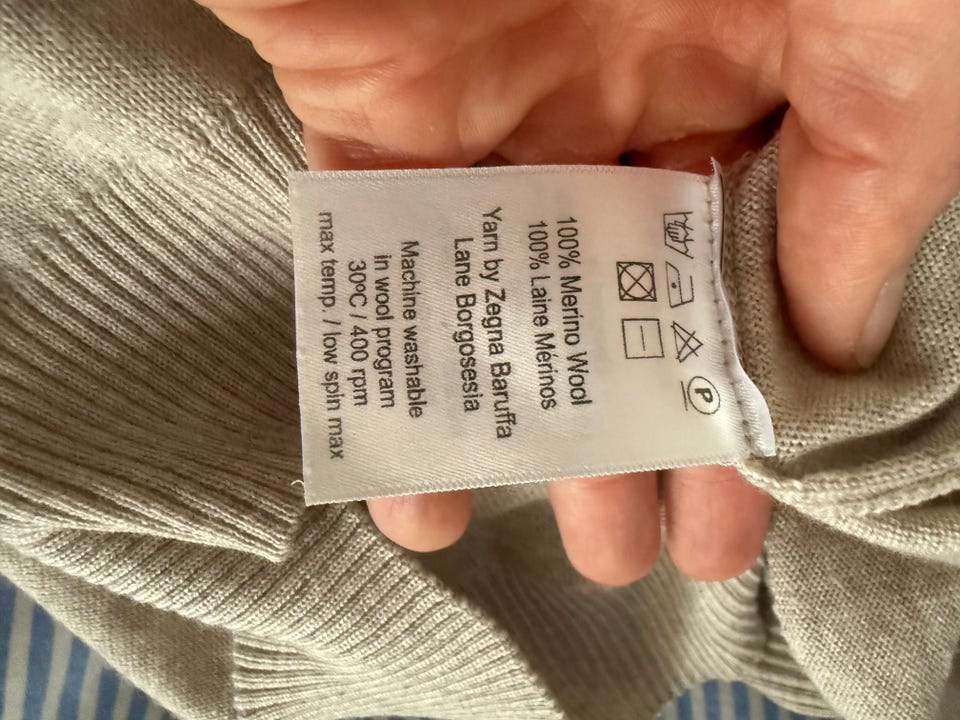 P
100% Merino Wool
100% Laine Mérinos
Yarn by Zegna Baruffa
Lane Borgosesia
Machine washable
in wool program
30°C / 400 rpm
max temp. / low spin max